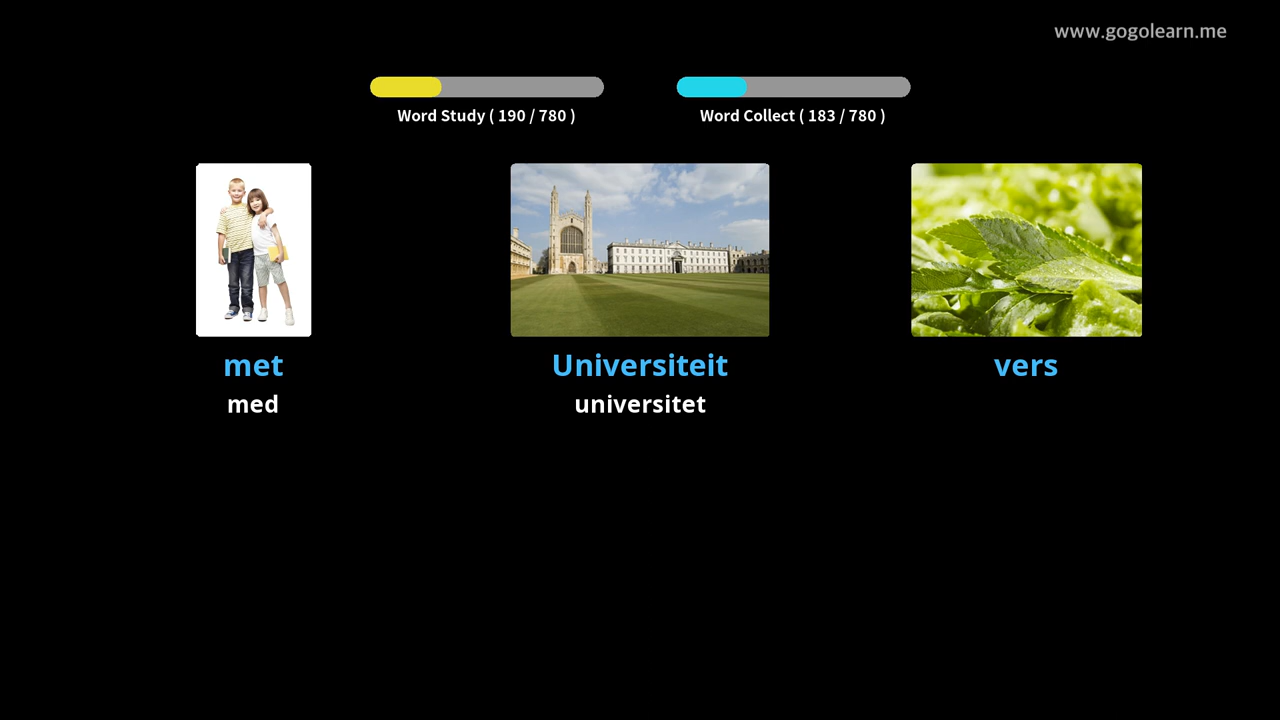 www.gogolearn.me
Word Study ( 190 / 780 )
Word Collect ( 183 / 780 )
met
Universiteit
vers
med
universitet